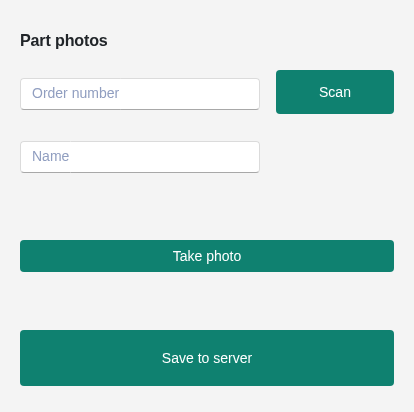 Part photos
Order number
Scan
Name
Take photo
Save to server